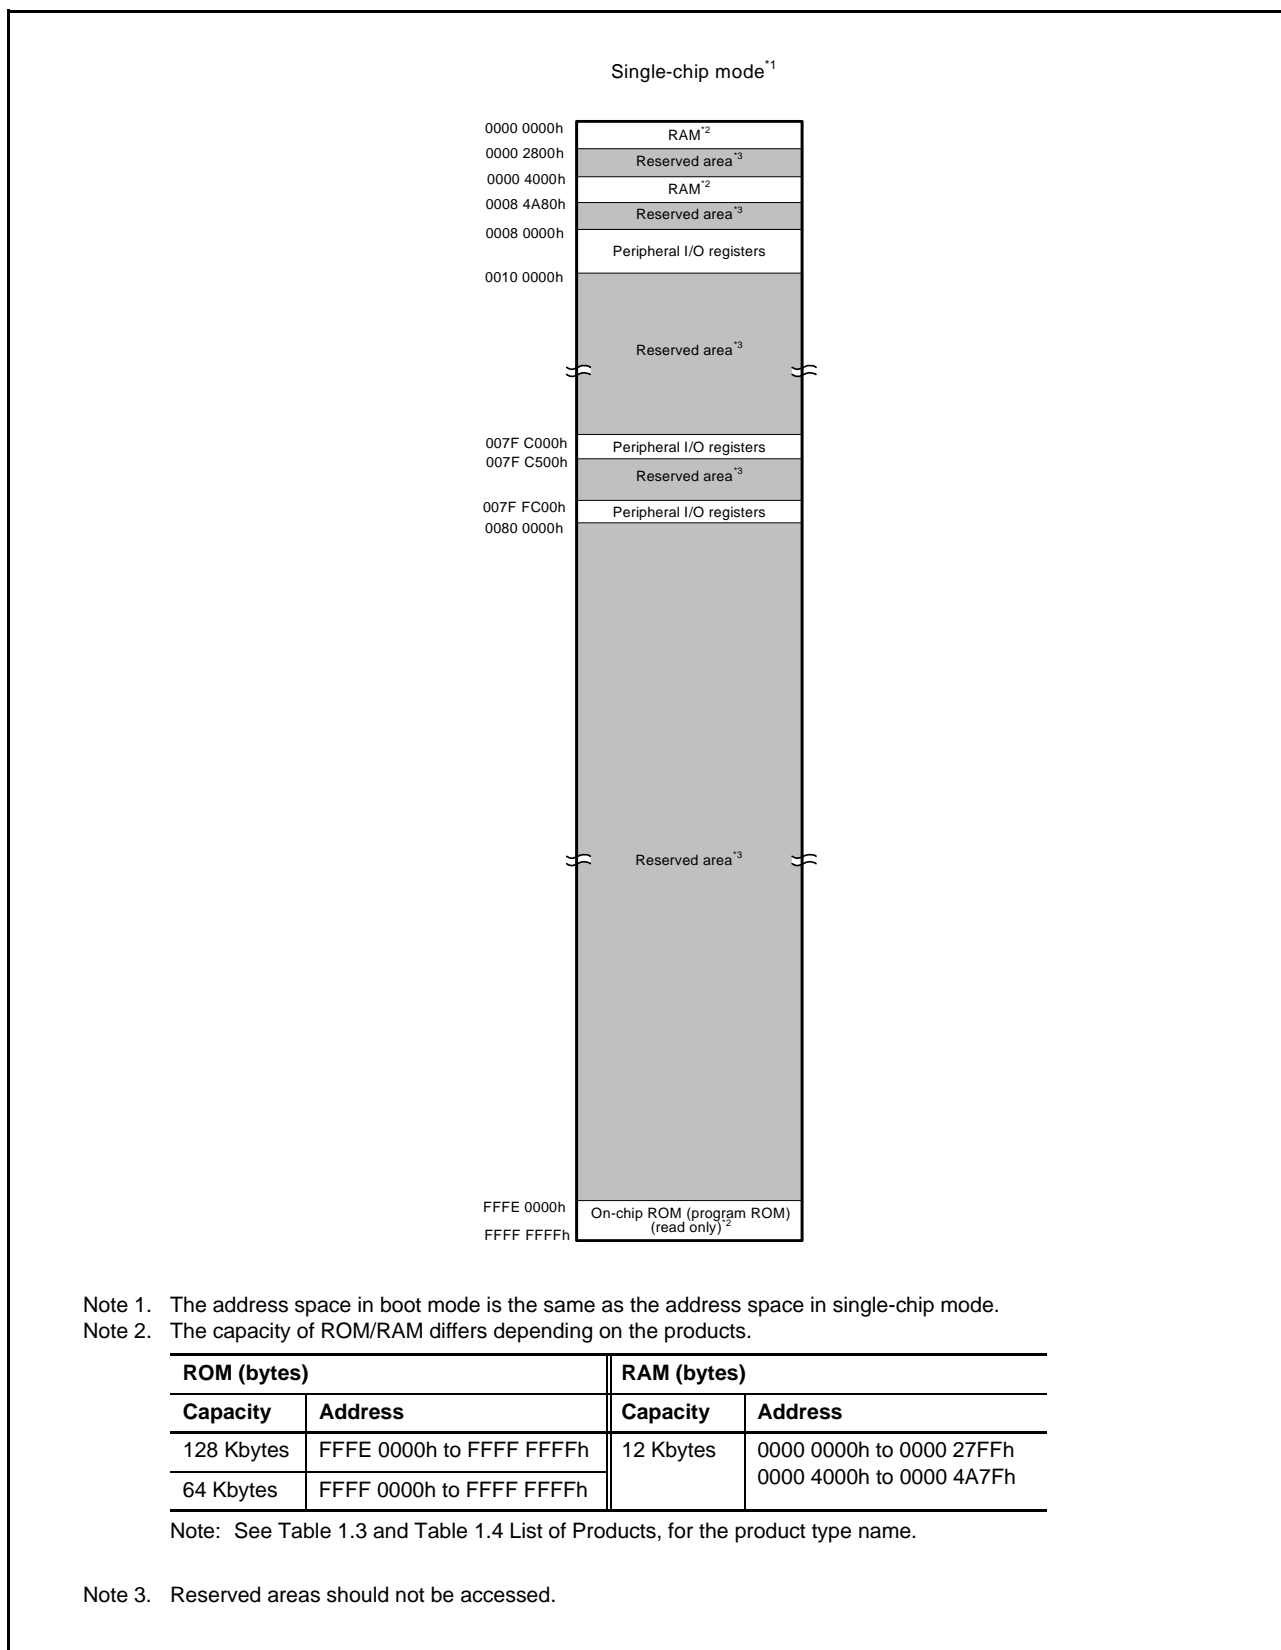 Single-chip mode*1
0000 0000h
RAM*2
0000 2800h
Reserved area*3
0000 4000h
RAM*2
0008 4A80h
Reserved area*3
0008 0000h
Peripheral I/O registers
0010 0000h
Reserved area*3
007F C000h
Peripheral I/O registers
007F C500h
Reserved area*3
007F FC00h
Peripheral I/O registers
0080 0000h
Reserved area*3
FFFE 0000h
On-chip ROM (program ROM)
(read only)*2
FFFF FFFFh
Note 1. The address space in boot mode is the same as the address space in single-chip mode.
Note 2. The capacity of ROM/RAM differs depending on the products.
ROM (bytes) RAM (bytes)
Capacity Address Capacity Address
128 Kbytes FFFE 0000h to FFFF FFFFh 12 Kbytes 0000 0000h to 0000 27FFh
0000 4000h to 0000 4A7Fh
64 Kbytes FFFF 0000h to FFFF FFFFh
Note: See Table 1.3 and Table 1.4 List of Products, for the product type name.
Note 3. Reserved areas should not be accessed.